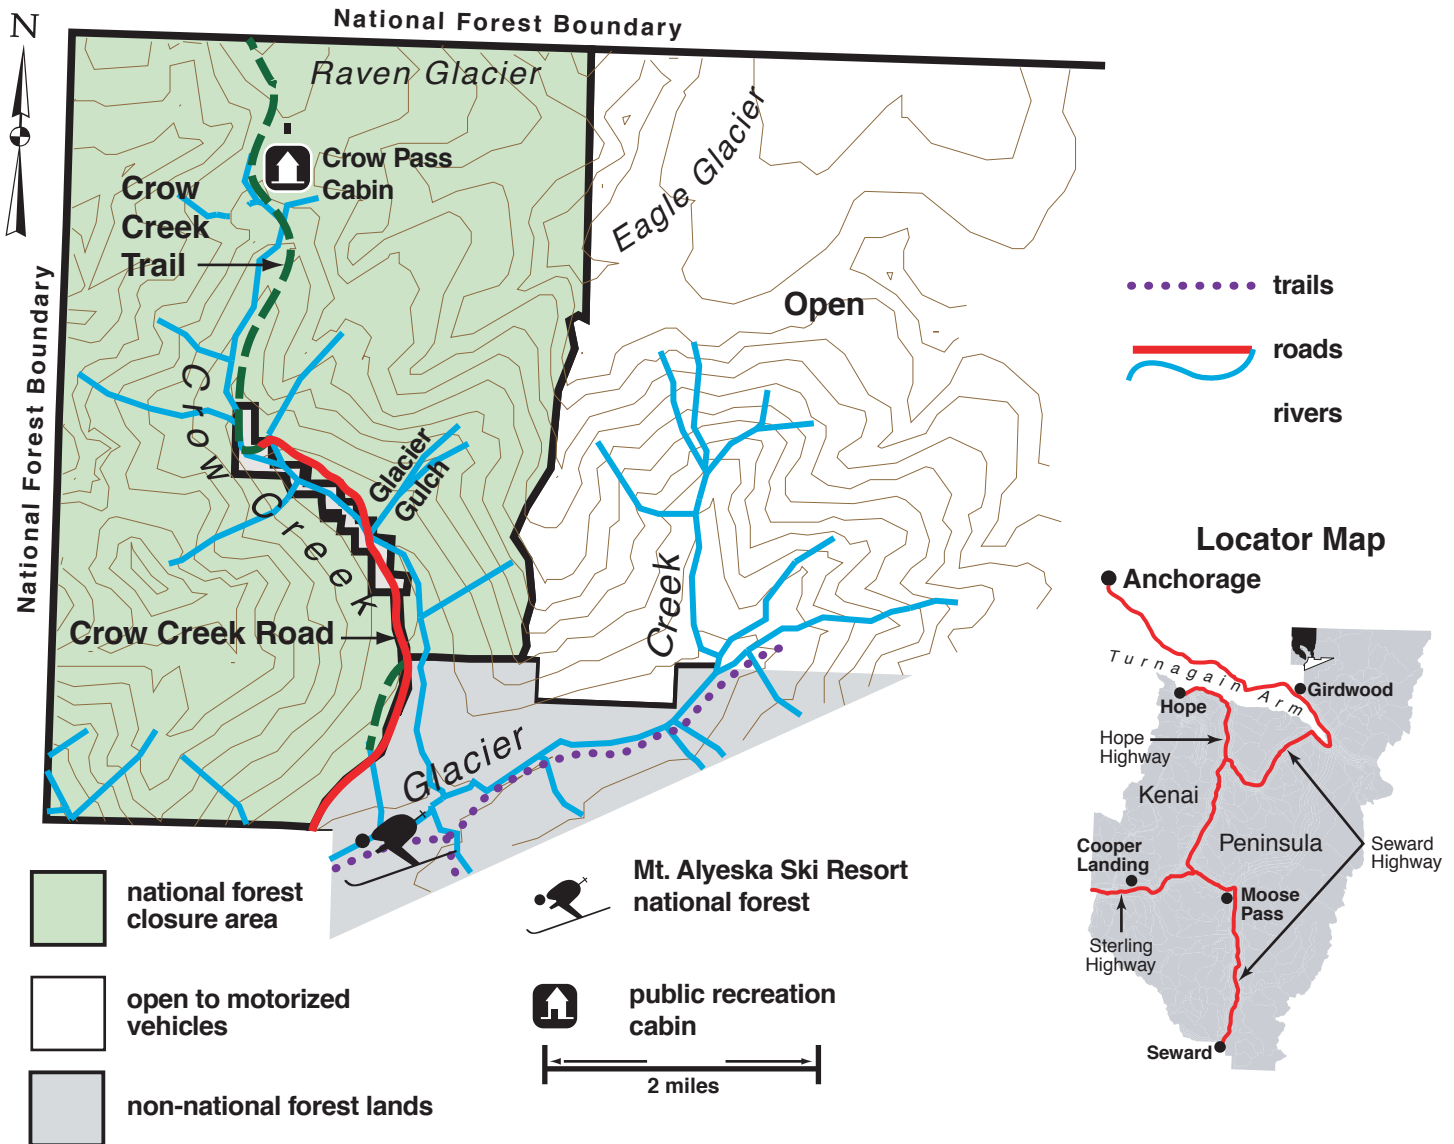 National Forest Boundary
N
Raven Glacier
Crow Pass
Cabin
Crow
Creek
Trail
Eagle Glacier
Open
National Forest Boundary
Crow Creek
Glacier
Gulch
Crow Creek Road
Creek
Glacier
trails
roads
rivers
Locator Map
Anchorage
Turnagain Arm
Girdwood
Hope
Hope
Highway
Kenai
Peninsula
Seward
Highway
Cooper
Landing
Moose
Pass
Sterling
Highway
Seward
national forest
closure area
open to motorized
vehicles
non-national forest lands
Mt. Alyeska Ski Resort
national forest
public recreation
cabin
2 miles